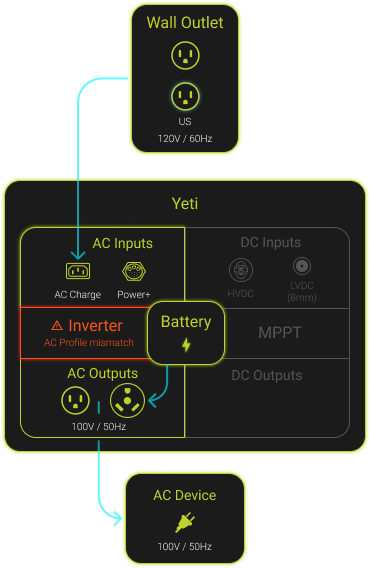 Wall Outlet
US
120V / 60Hz
Yeti
AC Inputs
DC Inputs
AC Charge
Power+
HVDC
LVDC
(8mm)
Inverter
AC Profile mismatch
Battery
MPPT
AC Outputs
DC Outputs
100V / 50Hz
AC Device
100V / 50Hz